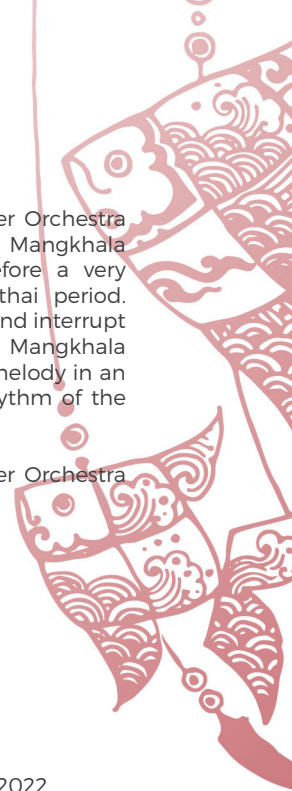 er Orchestra
Mangkhala
efore a very
thai period.
nd interrupt
Mangkhala
nelody in an
ythm of the
er Orchestra
2022